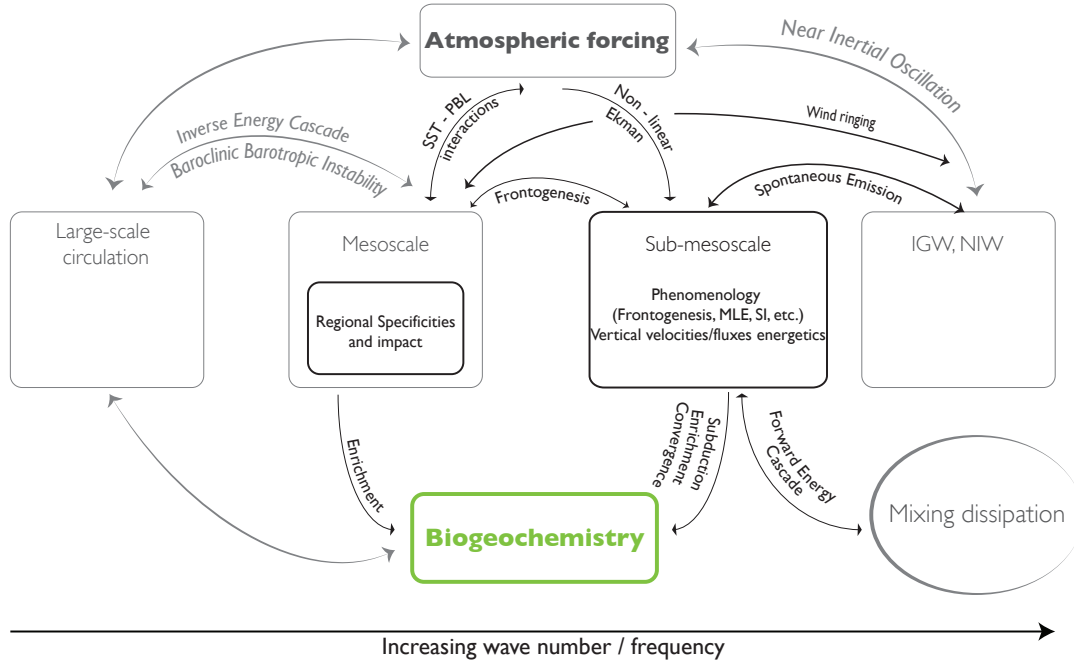 Atmospheric forcing
Near Inertial Oscillation
SST - PBL
interactions
Non - linear
Ekman
Wind ringing
Inverse Energy Cascade
Baroclinic Barotropic Instability
Frontogenesis
Spontaneous Emission
Large-scale
circulation
Mesoscale
Regional Specificities
and impact
Sub-mesoscale
Phenomenology
(Frontogenesis, MLE, SI, etc.)
Vertical velocities/fluxes energetics
IGW, NIW
Enrichment
Subduction
Enrichment
Convergence
Forward Energy
Cascade
Biogeochemistry
Mixing dissipation
Increasing wave number / frequency